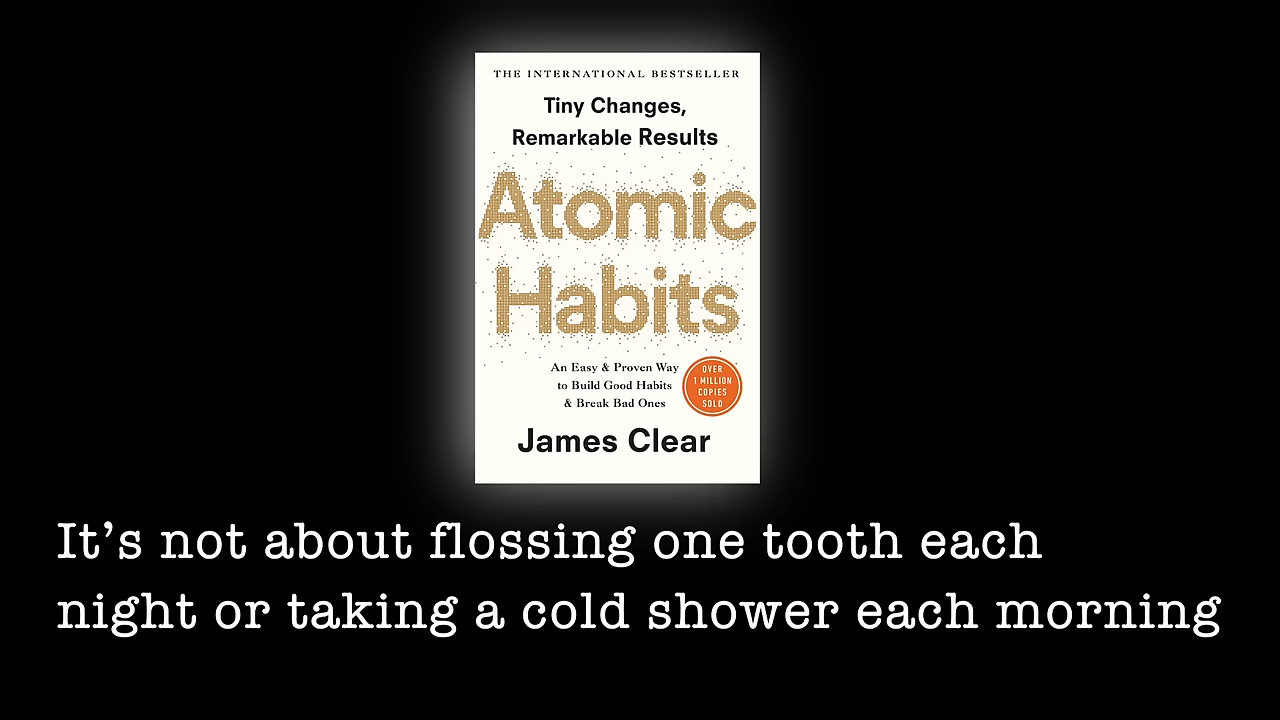 THE INTERNATIONAL BESTSELLER
Tiny Changes,
Remarkable Results
Atomic
Habits
An Easy & Proven Way
to Build Good Habits
& Break Bad Ones
OVER
1 MILLION
COPIES
SOLD
James Clear
It’s not about flossing one tooth each
night or taking a cold shower each morning